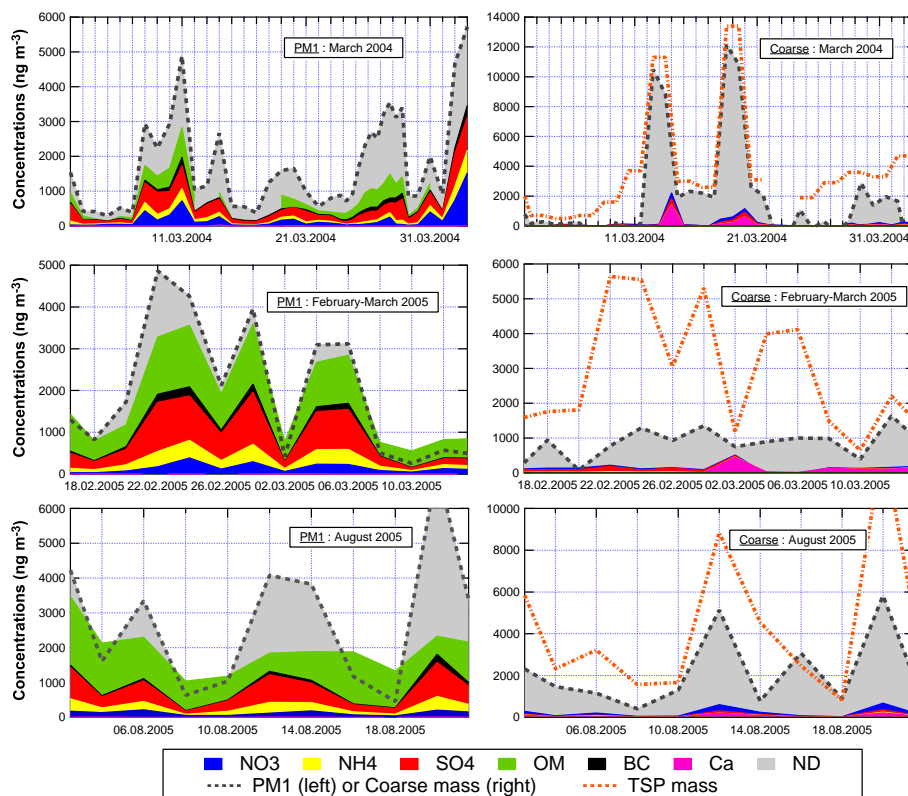 6000
5000
4000
3000
2000
1000
0
Concentrations (ng m-3)
PM1 : March 2004
11.03.2004 21.03.2004 31.03.2004
14000
12000
10000
8000
6000
4000
2000
0
Coarse : March 2004
11.03.2004 21.03.2004 31.03.2004
5000
4000
3000
2000
1000
0
Concentrations (ng m-3)
PM1 : February-March 2005
18.02.2005 22.02.2005 26.02.2005 02.03.2005 06.03.2005 10.03.2005
6000
5000
4000
3000
2000
1000
0
Coarse : February-March 2005
18.02.2005 22.02.2005 26.02.2005 02.03.2005 06.03.2005 10.03.2005
6000
5000
4000
3000
2000
1000
0
Concentrations (ng m-3)
PM1 : August 2005
06.08.2005 10.08.2005 14.08.2005 18.08.2005
10000
8000
6000
4000
2000
0
Coarse : August 2005
06.08.2005 10.08.2005 14.08.2005 18.08.2005
NO3 NH4 SO4 OM BC Ca ND
PM1 (left) or Coarse mass (right) TSP mass